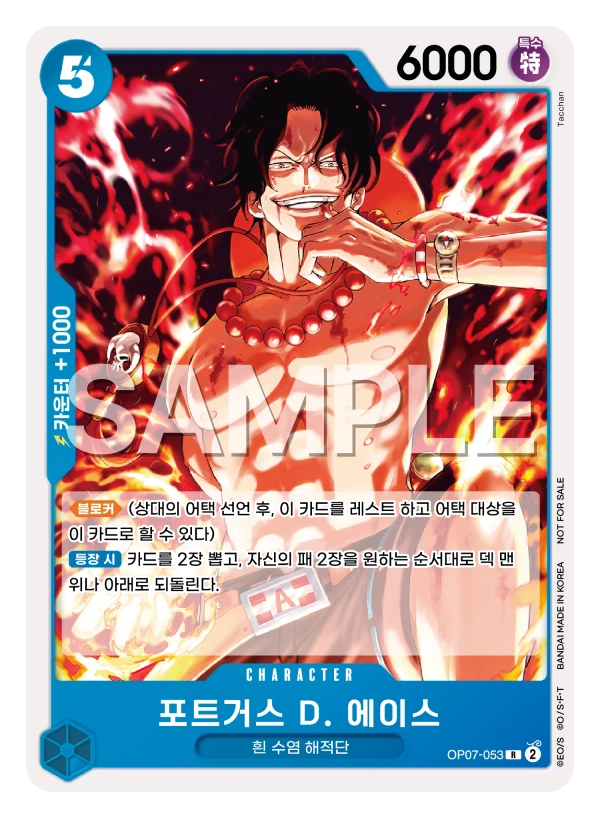 5
6000
특수
特
Tacchan
카운터 +1000
SAMPLE
블로커 (상대의 어택 선언 후, 이 카드를 레스트 하고 어택 대상을
이 카드로 할 수 있다)
등장 시 카드를 2장 뽑고, 자신의 패 2장을 원하는 순서대로 덱 맨
위나 아래로 되돌린다.
A
CHARACTER
포트거스 D. 에이스
흰 수염 해적단
OP07-053 R 2
©EO/S ©O/S·F·T BANDAI MADE IN KOREA NOT FOR SALE